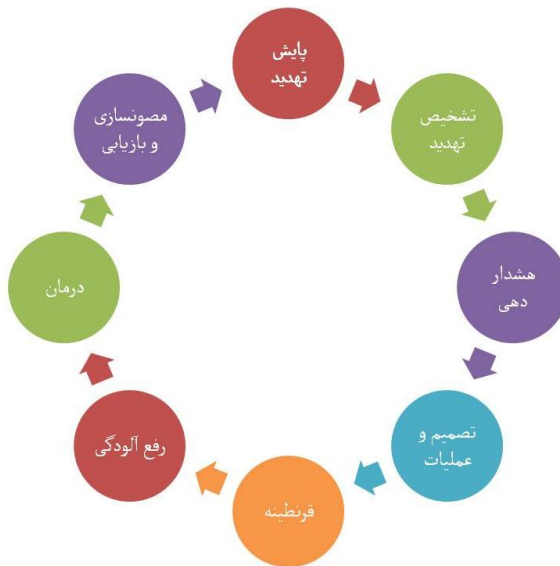 پایش
تهدید
تشخیص
تهدید
هشدار
دهی
تصمیم و
عملیات
قرنطینه
رفع آلودگی
درمان
مصونسازی
و بازیابی